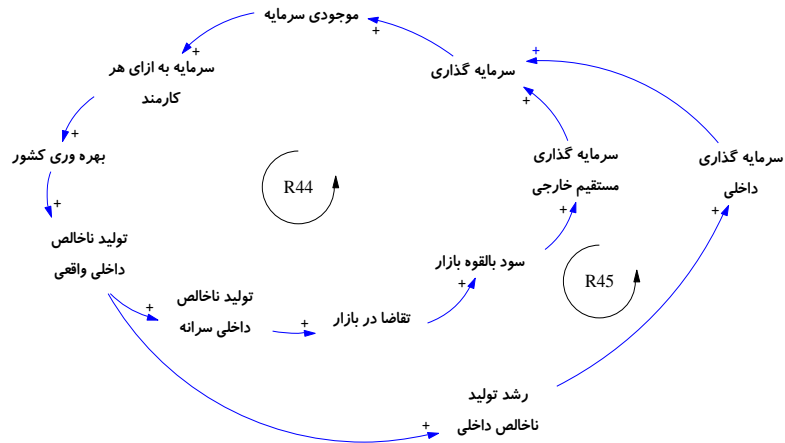 موجودی سرمایه
+
سرمایه گذاری
+
+
+
سرمایه به ازای هر
کارمند
+
+
بهره وری کشور
سرمایه گذاری
مستقیم خارجی
سرمایه گذاری
داخلی
R44
+
+
+
تولید ناخالص
داخلی واقعی
سود بالقوه بازار
R45
+
تولید ناخالص
داخلی سرانه
+
+
تقاضا در بازار
رشد تولید
ناخالص داخلی
+